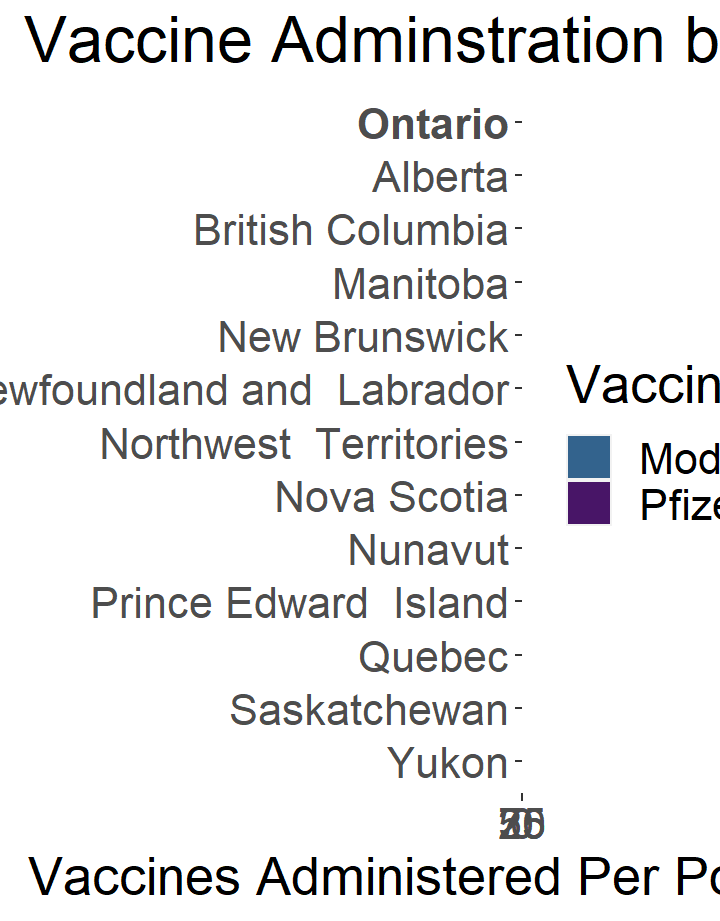 Vaccine Adminstration b
Ontario
Alberta
British Columbia
Manitoba
New Brunswick
ewfoundland and  Labrador
Northwest  Territories
Nova Scotia
Nunavut
Prince Edward  Island
Quebec
Saskatchewan
Yukon
Vaccin
Mod
Pfize
Vaccines Administered Per Po